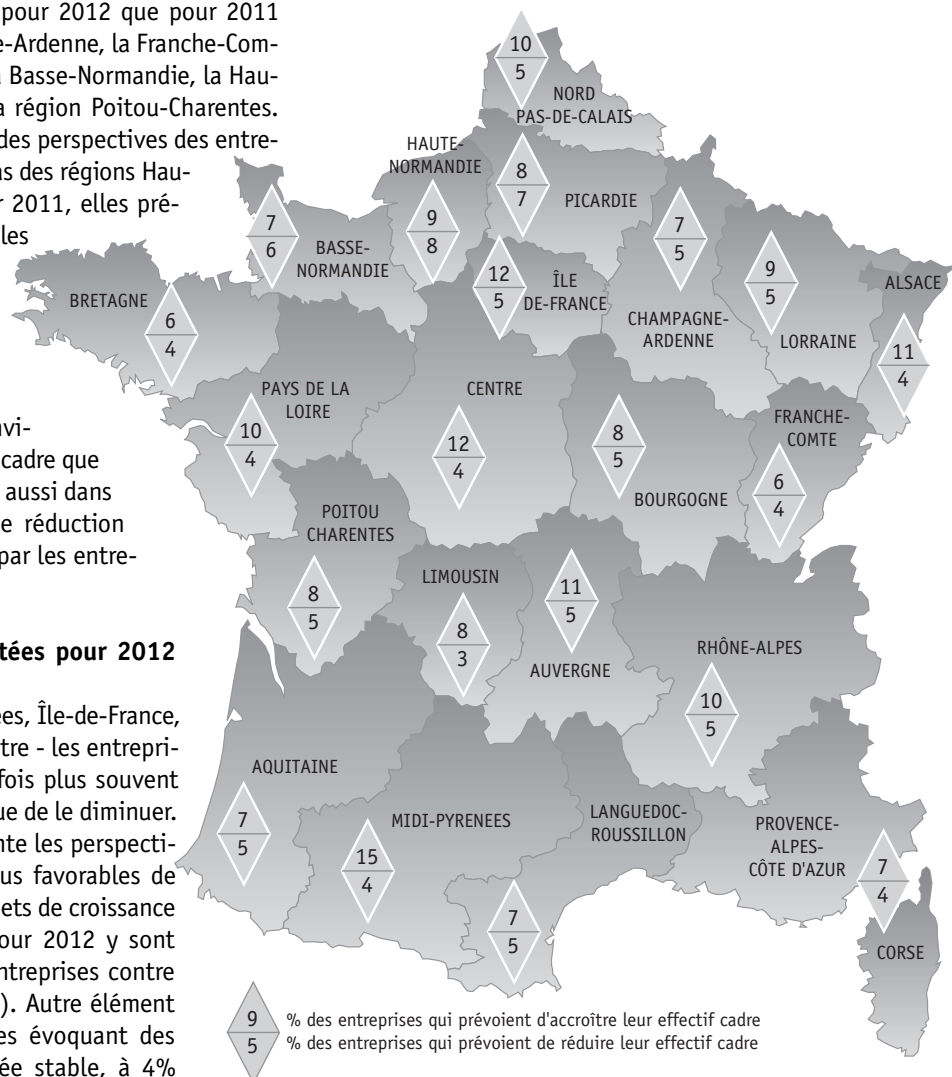 pour 2012 que pour 2011
e-Ardenne, la Franche-Com-
Basse-Normandie, la Hau-
a région Poitou-Charentes.
des perspectives des entre-
as des régions Hau-
2011, elles pré-
les
avi-
cadre que
aussi dans
e réduction
par les entre-
tées pour 2012
es, Île-de-France,
tre - les entrepri-
fois plus souvent
ue de le diminuer.
nte les perspecti-
us favorables de
ets de croissance
our 2012 y sont
ntreprises contre
). Autre élément
es évoquant des
ée stable, à 4%
10
5
NORD
PAS-DE-CALAIS
HAUTE-
NORMANDIE
9
8
8
7
PICARDIE
7
6
BASSE-
NORMANDIE
12
5
ÎLE
DE-FRANCE
7
5
CHAMPAGNE-
ARDENNE
9
5
LORRAINE
ALSACE
11
4
BRETAGNE
6
4
PAYS DE LA
LOIRE
10
4
CENTRE
12
4
8
5
BOURGOGNE
FRANCHE-
COMTE
6
4
POITOU
CHARENTES
8
5
LIMOUSIN
8
3
11
5
AUVERGNE
RHÔNE-ALPES
10
5
AQUITAINE
7
5
MIDI-PYRENEES
15
4
LANGUEDOC-
ROUSSILLON
7
5
PROVENCE-
ALPES-
CÔTE D'AZUR
7
4
CORSE
9 % des entreprises qui prévoient d'accroître leur effectif cadre
5 % des entreprises qui prévoient de réduire leur effectif cadre